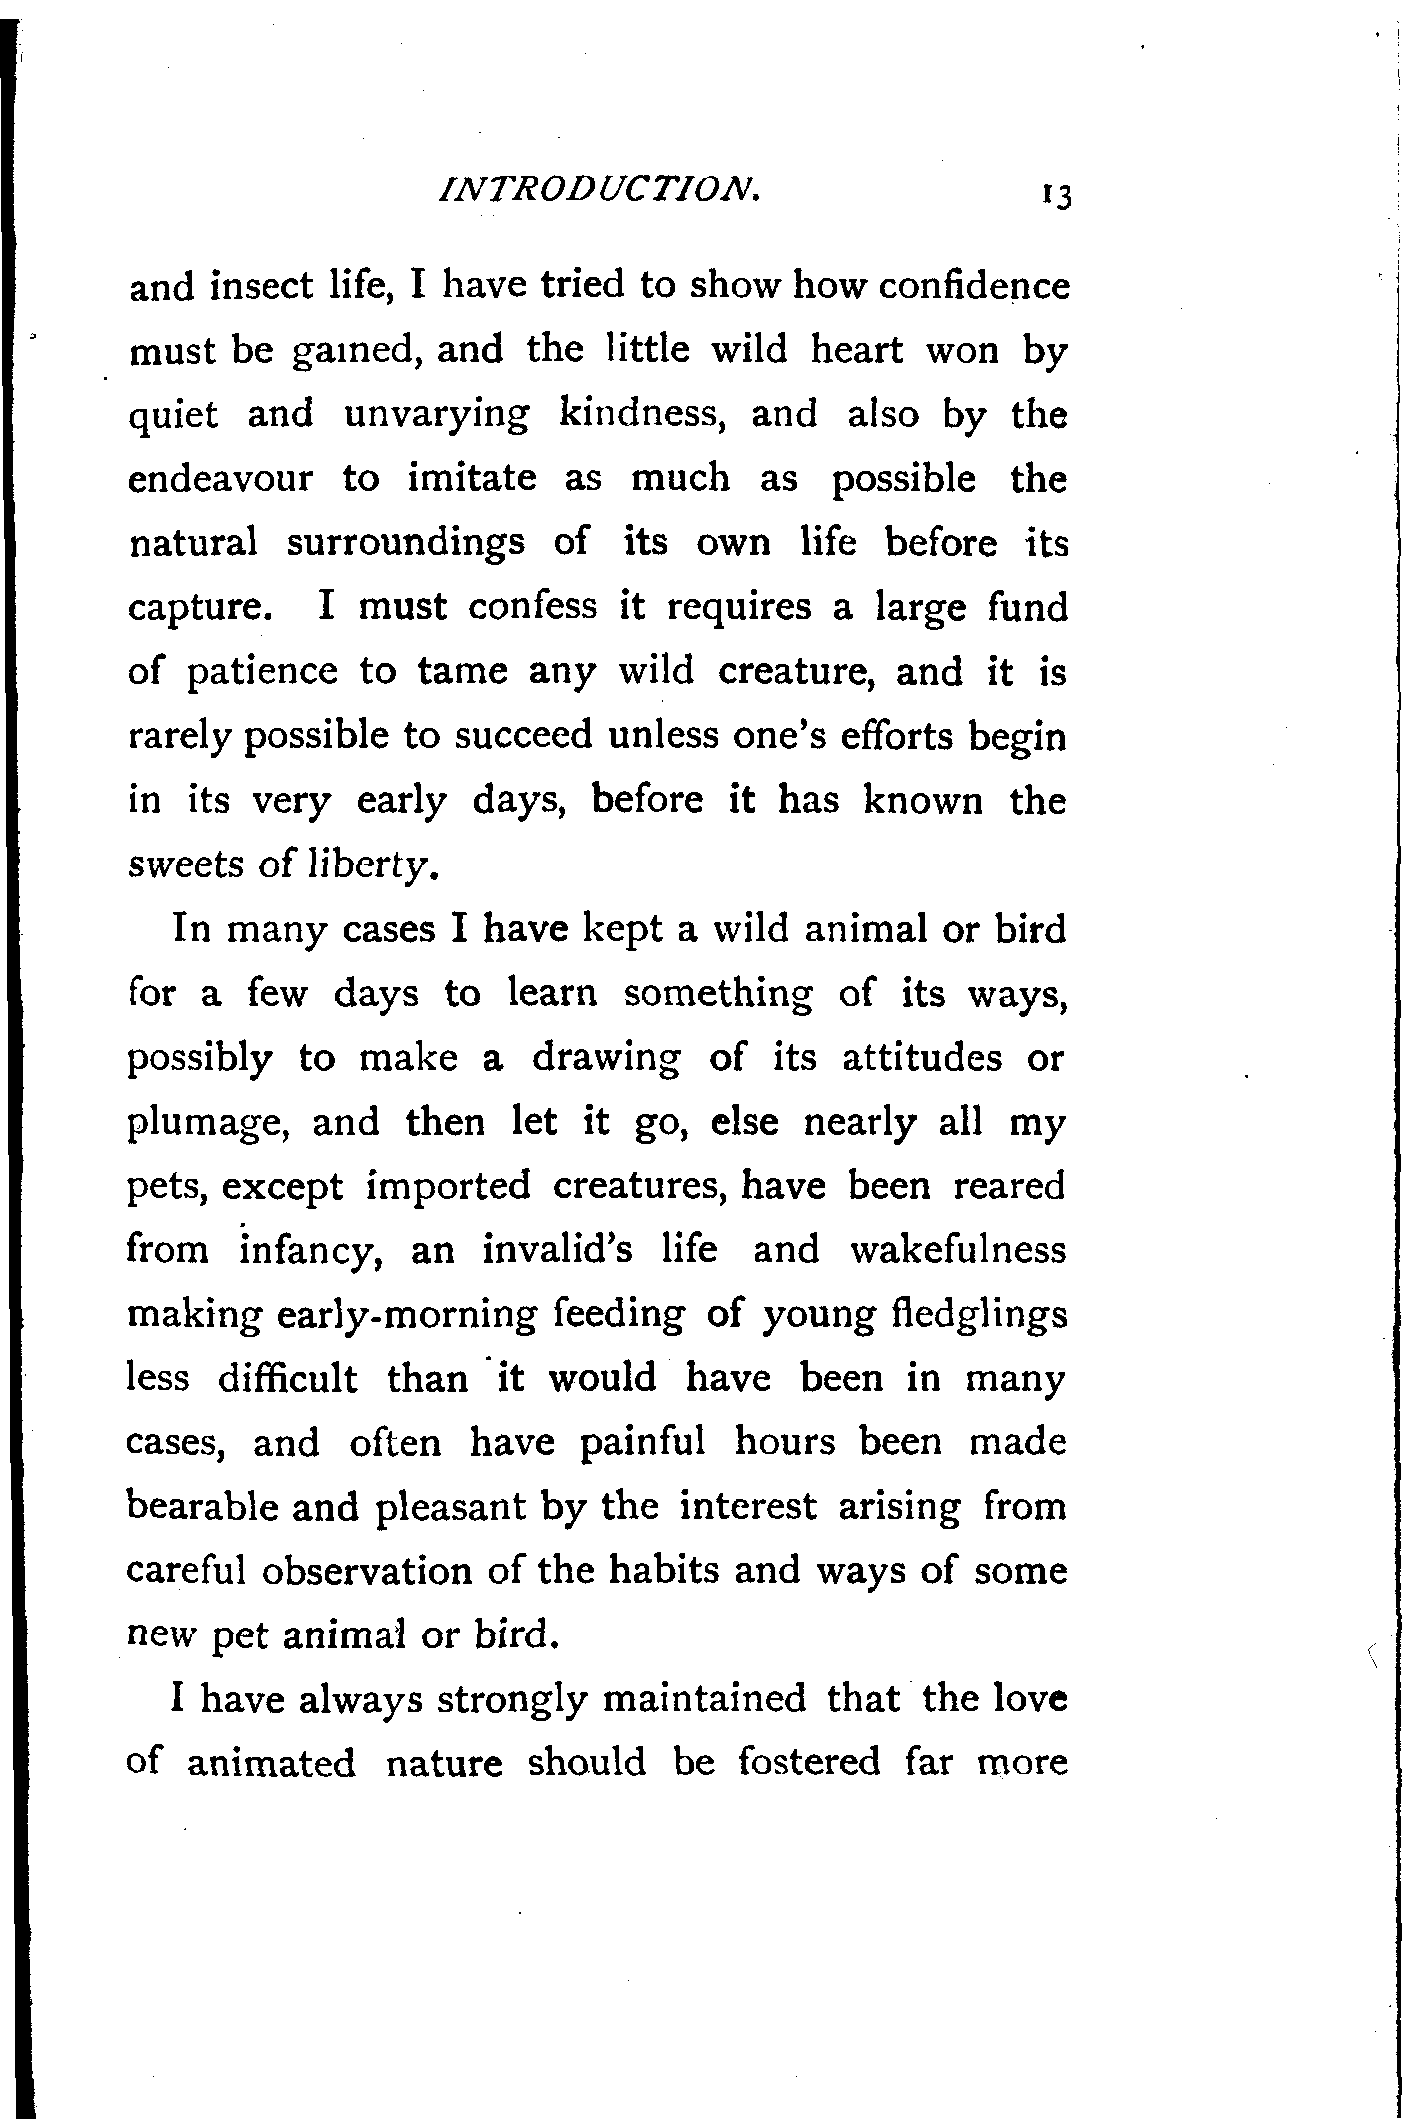 INTRODUCTION. 13
and insect life, I have tried to show how confidence
must be gained, and the little wild heart won by
quiet and unvarying kindness, and also by the
endeavour to imitate as much as possible the
natural surroundings of its own life before its
capture. I must confess it requires a large fund
of patience to tame any wild creature, and it is
rarely possible to succeed unless one's efforts begin
in its very early days, before it has known the
sweets of liberty.
In many cases I have kept a wild animal or bird
for a few days to learn something of its ways,
possibly to make a drawing of its attitudes or
plumage, and then let it go, else nearly all my
pets, except imported creatures, have been reared
from infancy, an invalid's life and wakefulness
making early-morning feeding of young fledglings
less difficult than it would have been in many
cases, and often have painful hours been made
bearable and pleasant by the interest arising from
careful observation of the habits and ways of some
new pet animal or bird.
I have always strongly maintained that the love
of animated nature should be fostered far more